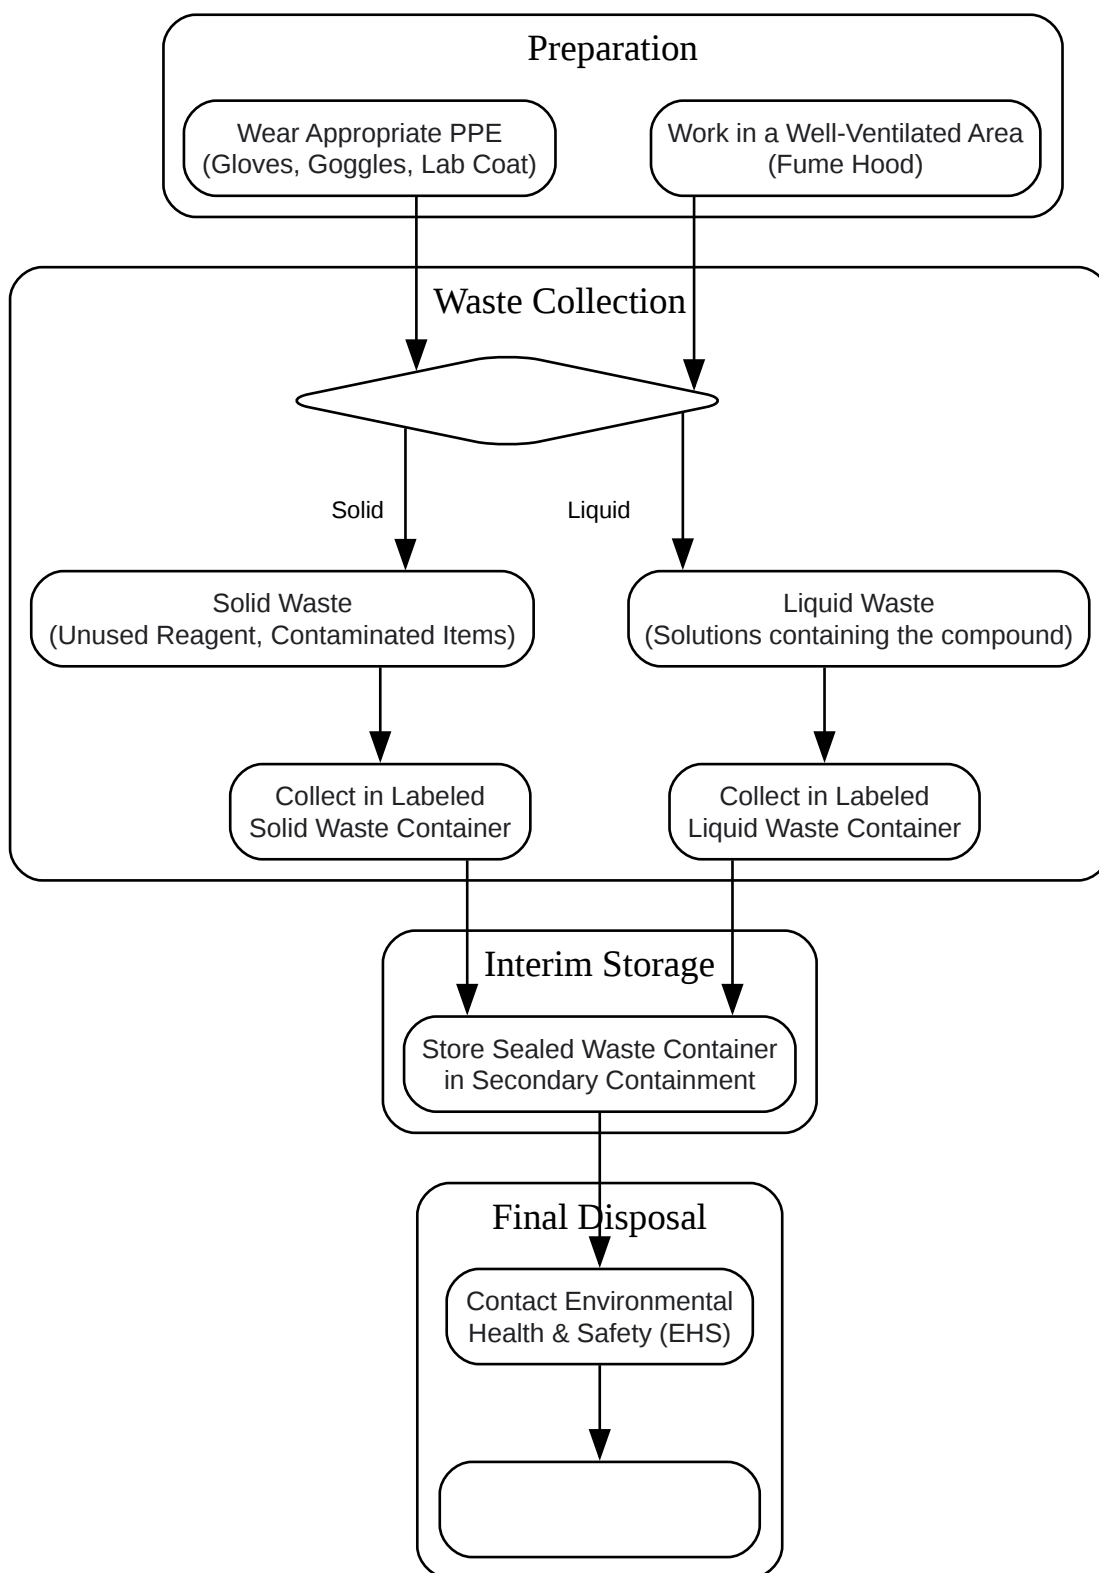 Preparation
Wear Appropriate PPE
(Gloves, Goggles, Lab Coat)
Work in a Well-Ventilated Area
(Fume Hood)
Waste Collection
Solid
Liquid
Solid Waste
(Unused Reagent, Contaminated Items)
Liquid Waste
(Solutions containing the compound)
Collect in Labeled
Solid Waste Container
Collect in Labeled
Liquid Waste Container
Interim Storage
Store Sealed Waste Container
in Secondary Containment
Final Disposal
Contact Environmental
Health & Safety (EHS)